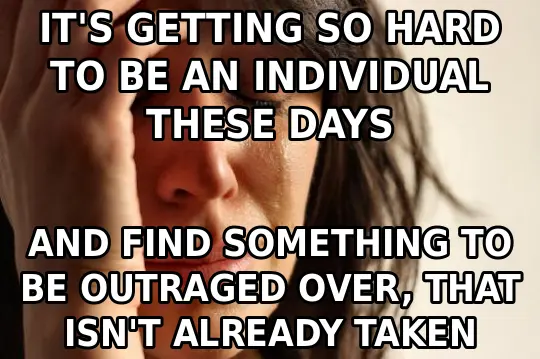 IT'S GETTING SO HARD
TO BE AN INDIVIDUAL
THESE DAYS
AND FIND SOMETHING TO
BE OUTRAGED OVER, THAT
ISN'T ALREADY TAKEN